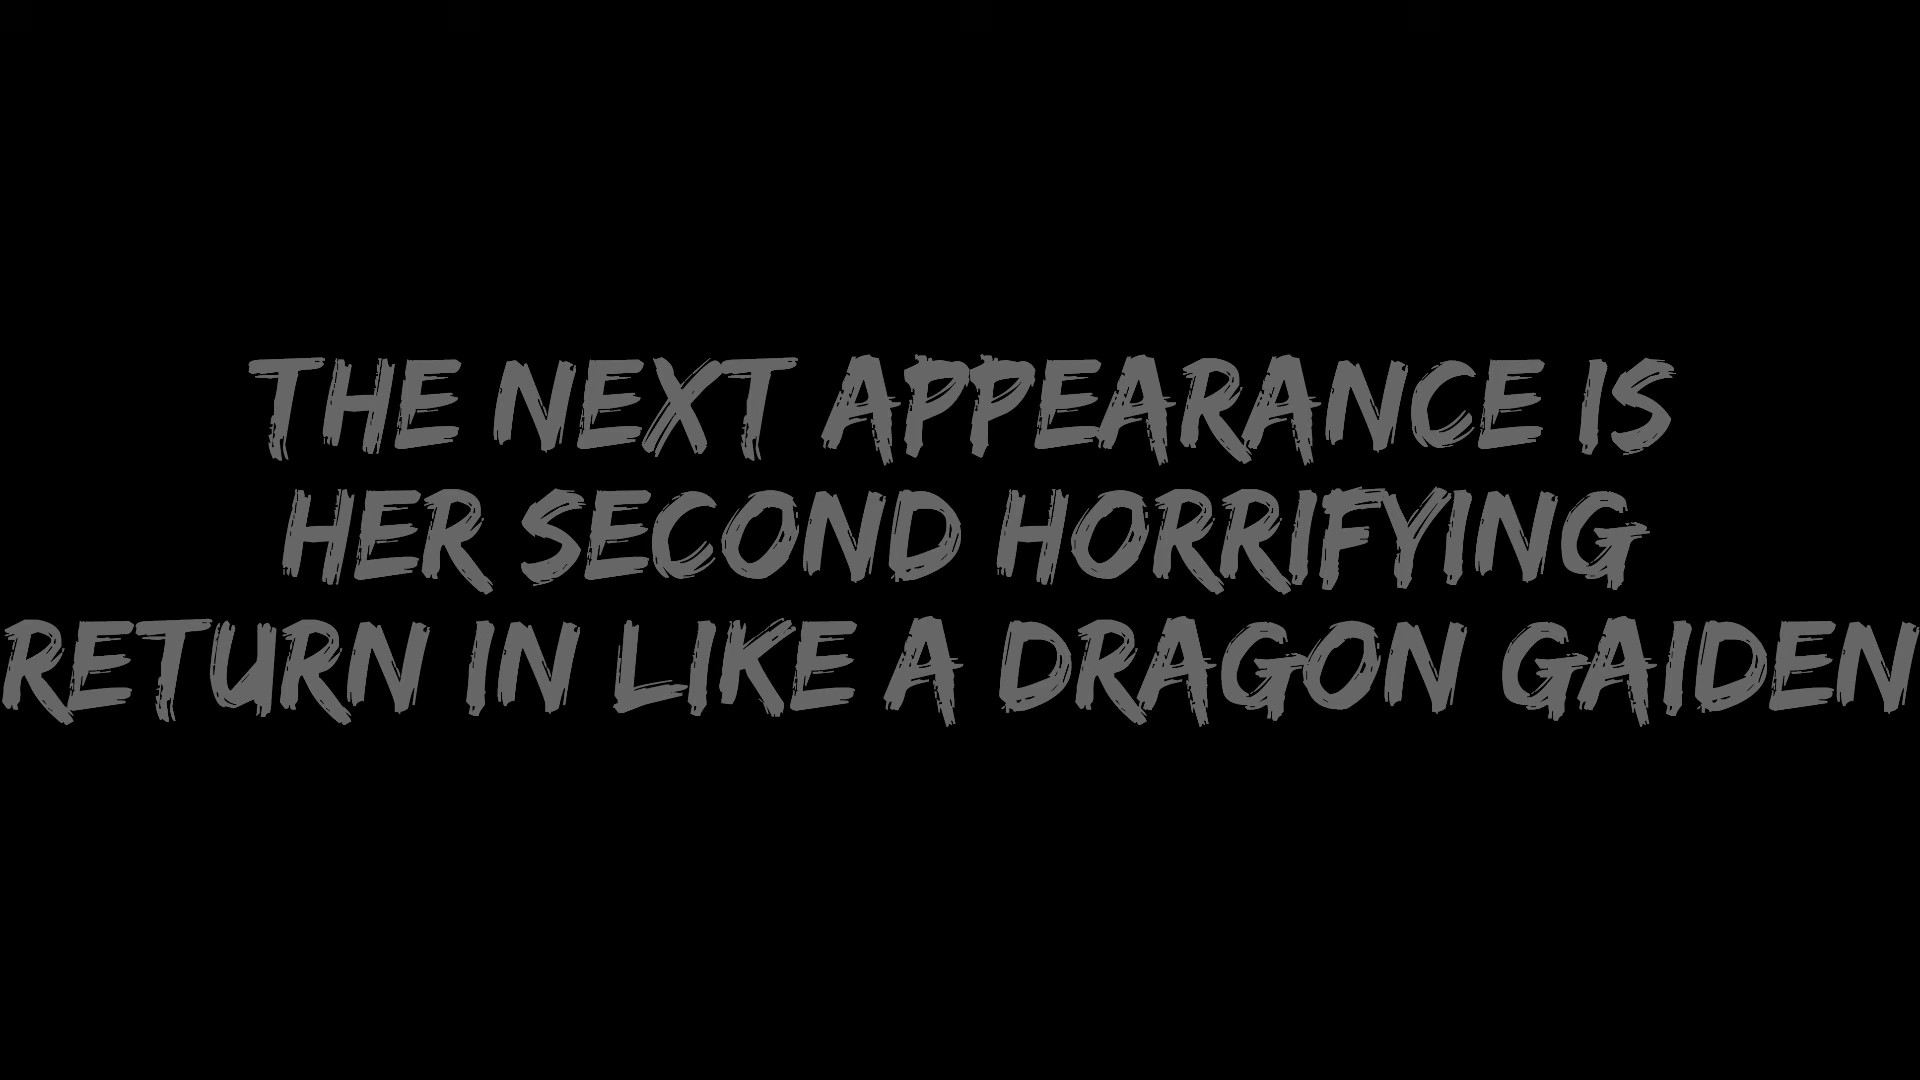 THE NEXT APPEARANCE IS
HER SECOND HORRIFYING
RETURN IN LIKE A DRAGON GAIDEN